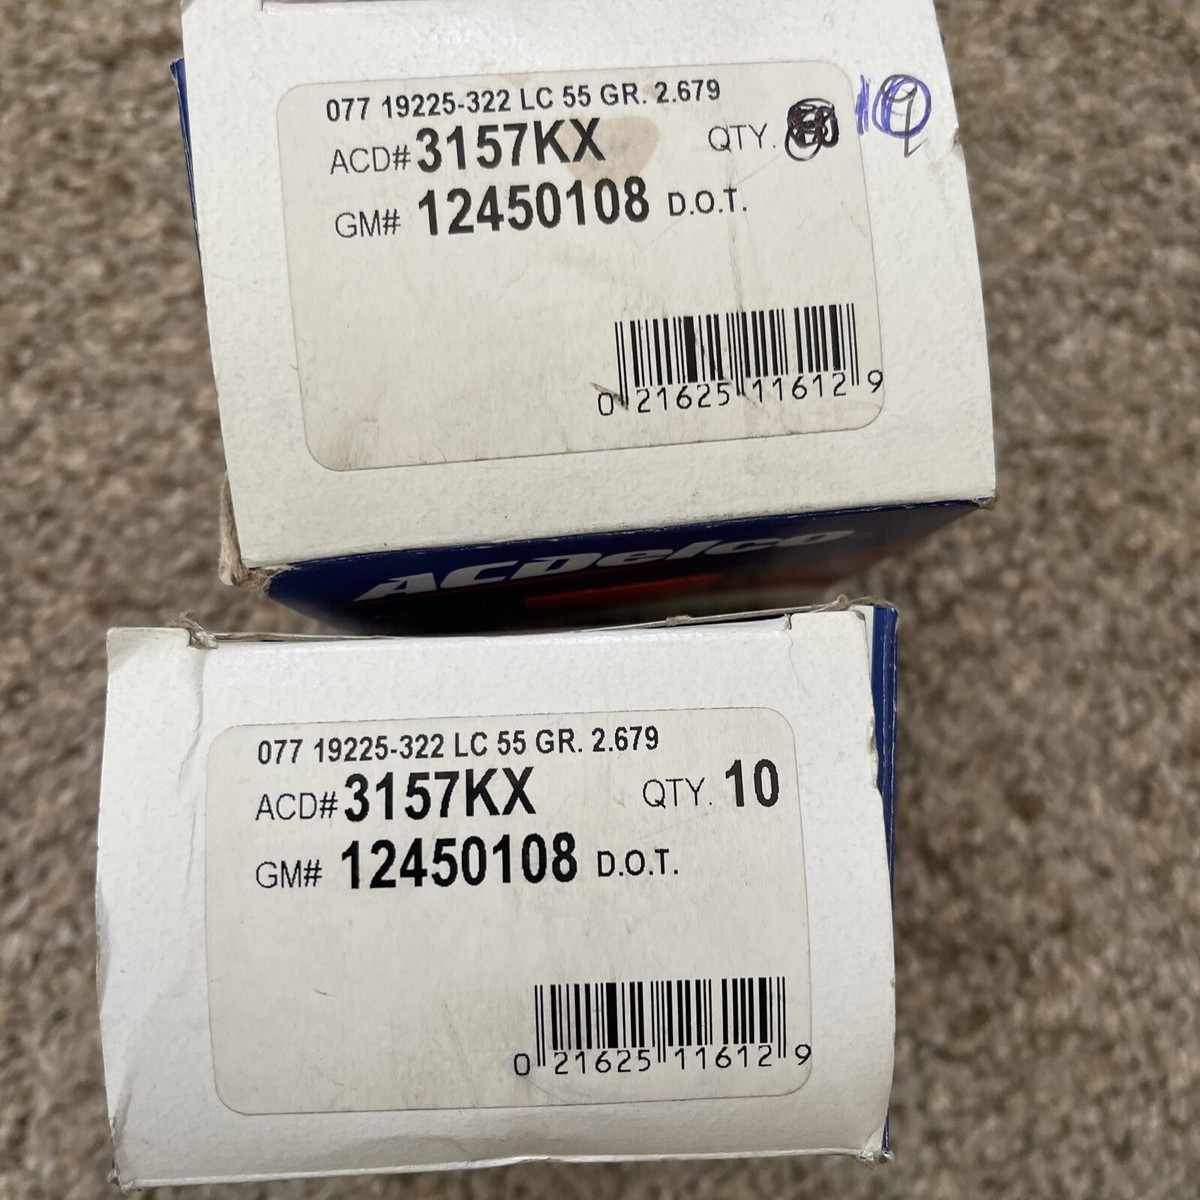 077 19225-322 LC 55 GR. 2.679
ACD# 3157KX QTY.
GM# 12450108 D.O.T.
0 21625 11612 9
ACDelco
077 19225-322 LC 55 GR. 2.679
ACD# 3157KX QTY. 10
GM# 12450108 D.O.T.
0 21625 11612 9